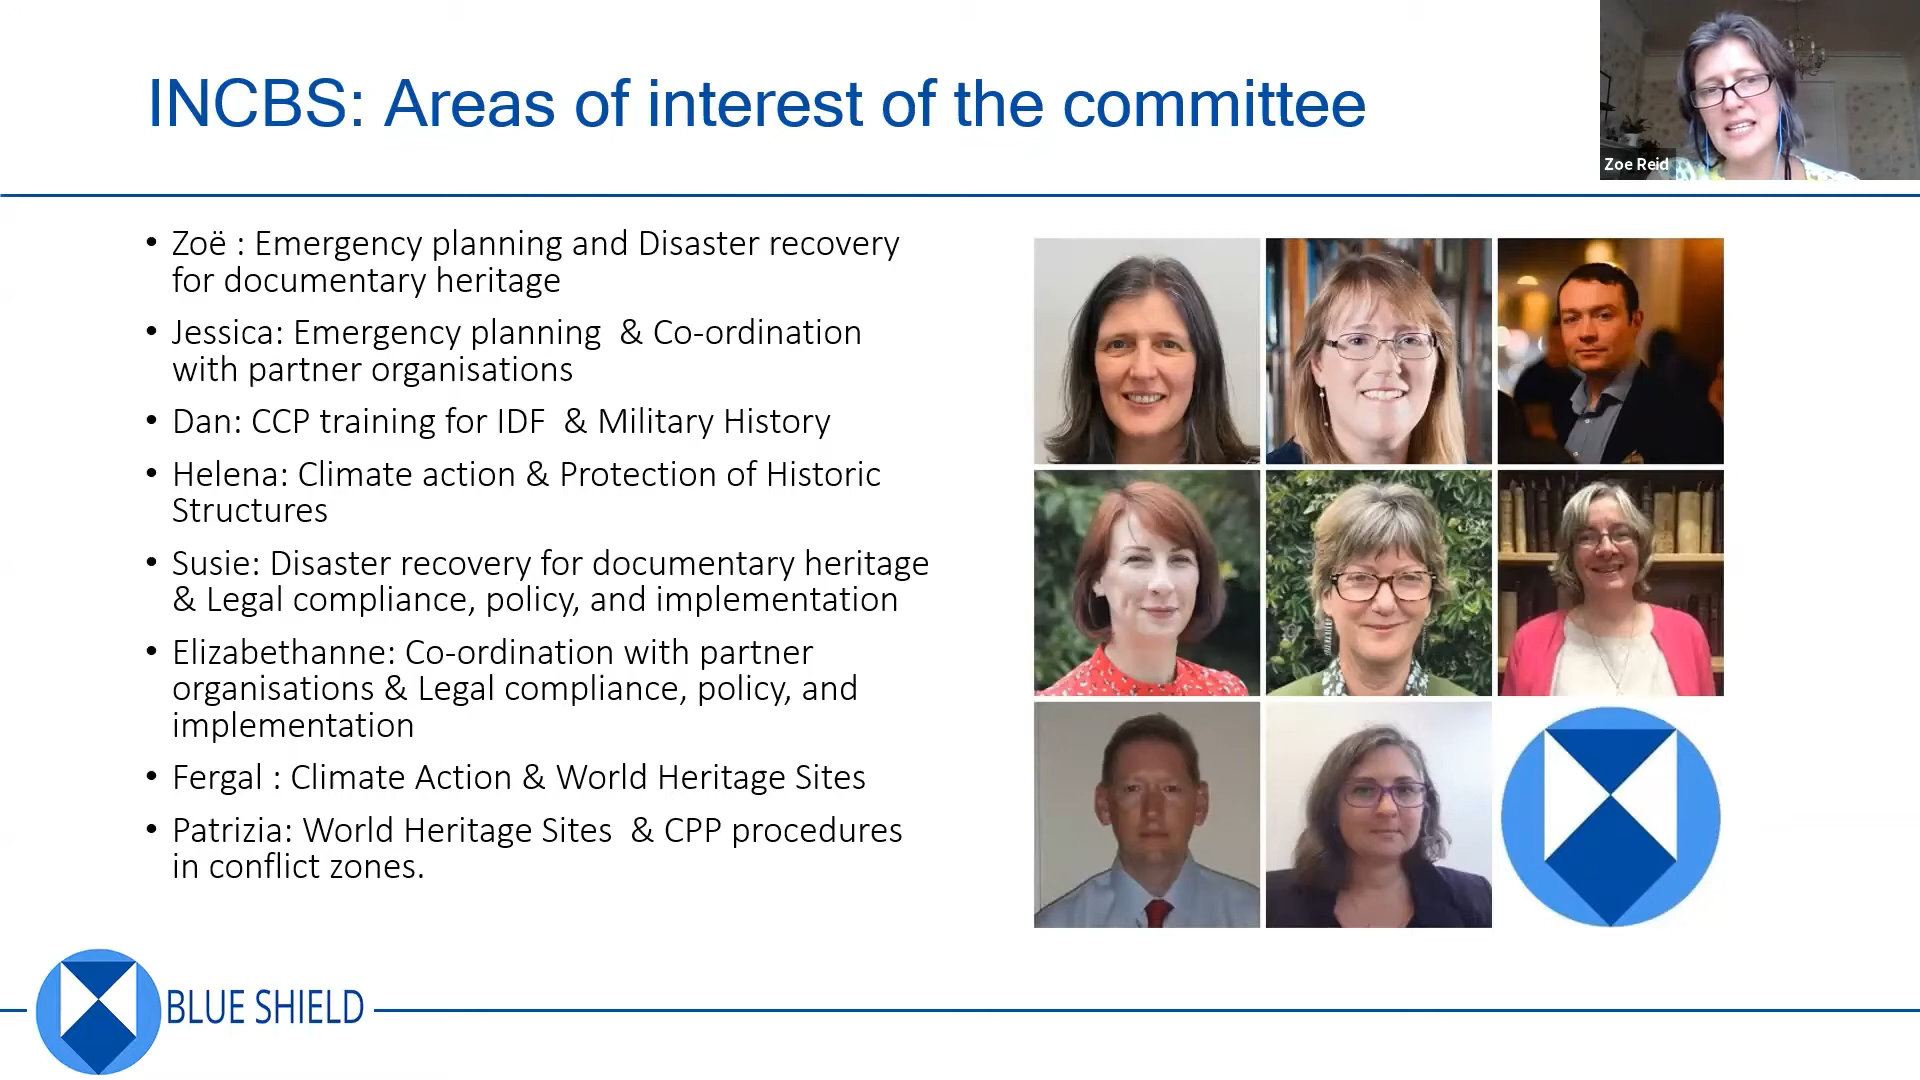 INCBS: Areas of interest of the committee
Zoe Reid
• Zoë : Emergency planning and Disaster recovery
for documentary heritage
• Jessica: Emergency planning & Co-ordination
with partner organisations
• Dan: CCP training for IDF & Military History
• Helena: Climate action & Protection of Historic
Structures
• Susie: Disaster recovery for documentary heritage
& Legal compliance, policy, and implementation
• Elizabethanne: Co-ordination with partner
organisations & Legal compliance, policy, and
implementation
• Fergal : Climate Action & World Heritage Sites
• Patrizia: World Heritage Sites & CPP procedures
in conflict zones.
BLUE SHIELD